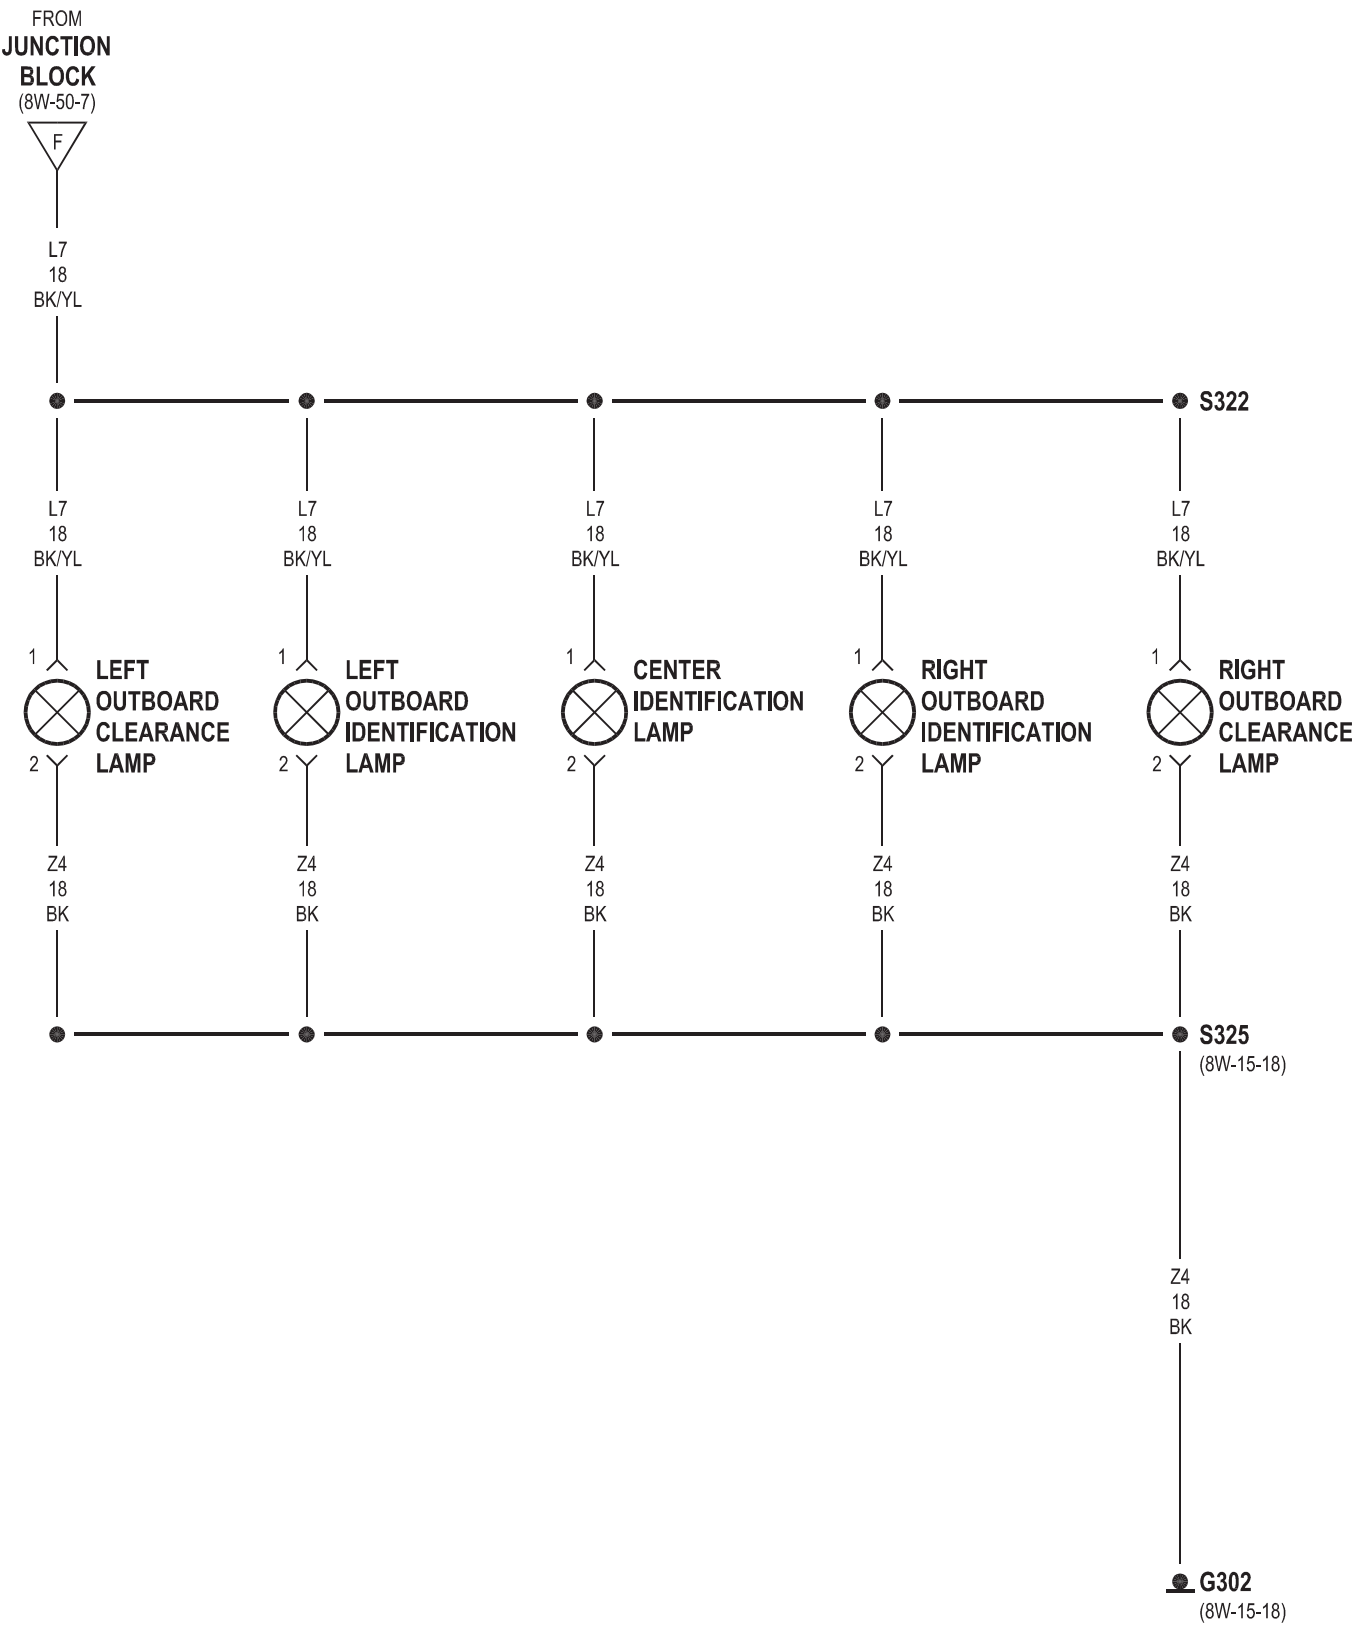 FROM
JUNCTION
BLOCK
(8W-50-7)
F
L7
18
BK/YL
S322
L7
18
BK/YL
L7
18
BK/YL
L7
18
BK/YL
L7
18
BK/YL
L7
18
BK/YL
1
LEFT
OUTBOARD
CLEARANCE
LAMP
2
1
LEFT
OUTBOARD
IDENTIFICATION
LAMP
2
1
CENTER
IDENTIFICATION
LAMP
2
1
RIGHT
OUTBOARD
IDENTIFICATION
LAMP
2
1
RIGHT
OUTBOARD
CLEARANCE
LAMP
2
Z4
18
BK
Z4
18
BK
Z4
18
BK
Z4
18
BK
Z4
18
BK
S325
(8W-15-18)
Z4
18
BK
G302
(8W-15-18)